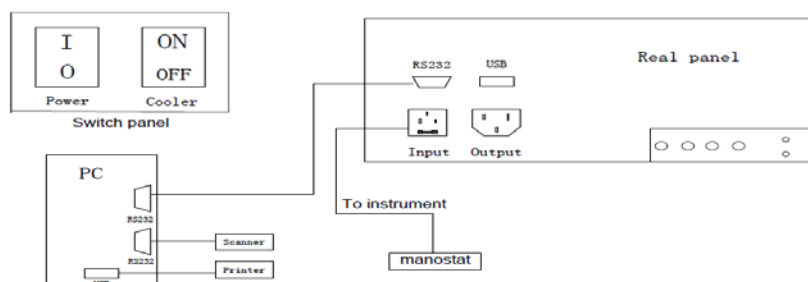 I
O
Power
ON
OFF
Cooler
Switch panel
RS232
USB
Real panel
Input
Output
PC
RS232
RS232
Scanner
Printer
To instrument
manostat